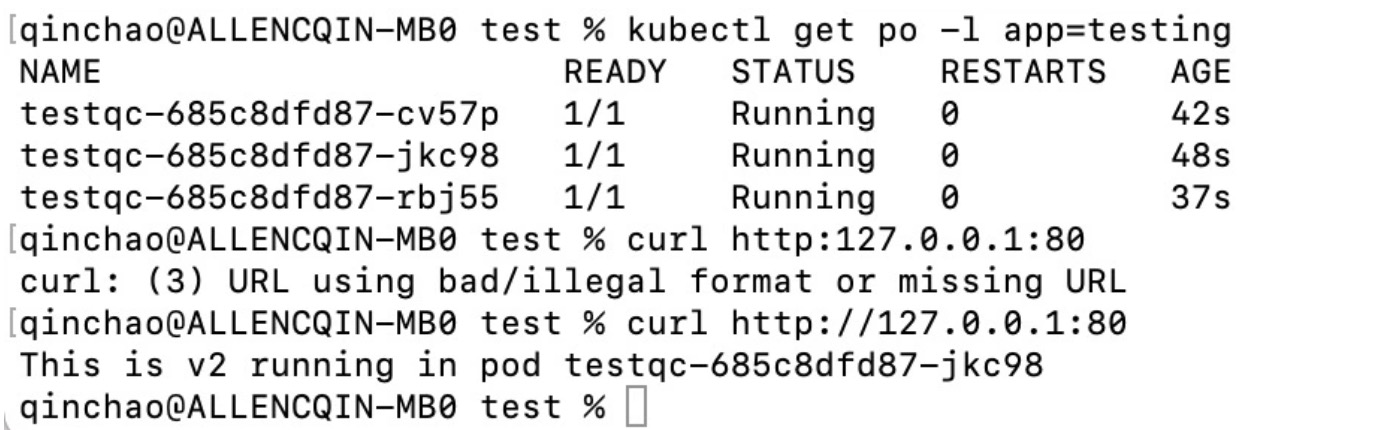 [qinchao@ALLENCQIN-MB0 test % kubectl get po -l app=testing
NAME READY STATUS RESTARTS AGE
testqc-685c8dfd87-cv57p 1/1 Running 0 42s
testqc-685c8dfd87-jkc98 1/1 Running 0 48s
testqc-685c8dfd87-rbj55 1/1 Running 0 37s
[qinchao@ALLENCQIN-MB0 test % curl http:127.0.0.1:80
curl: (3) URL using bad/illegal format or missing URL
[qinchao@ALLENCQIN-MB0 test % curl http://127.0.0.1:80
This is v2 running in pod testqc-685c8dfd87-jkc98
qinchao@ALLENCQIN-MB0 test %